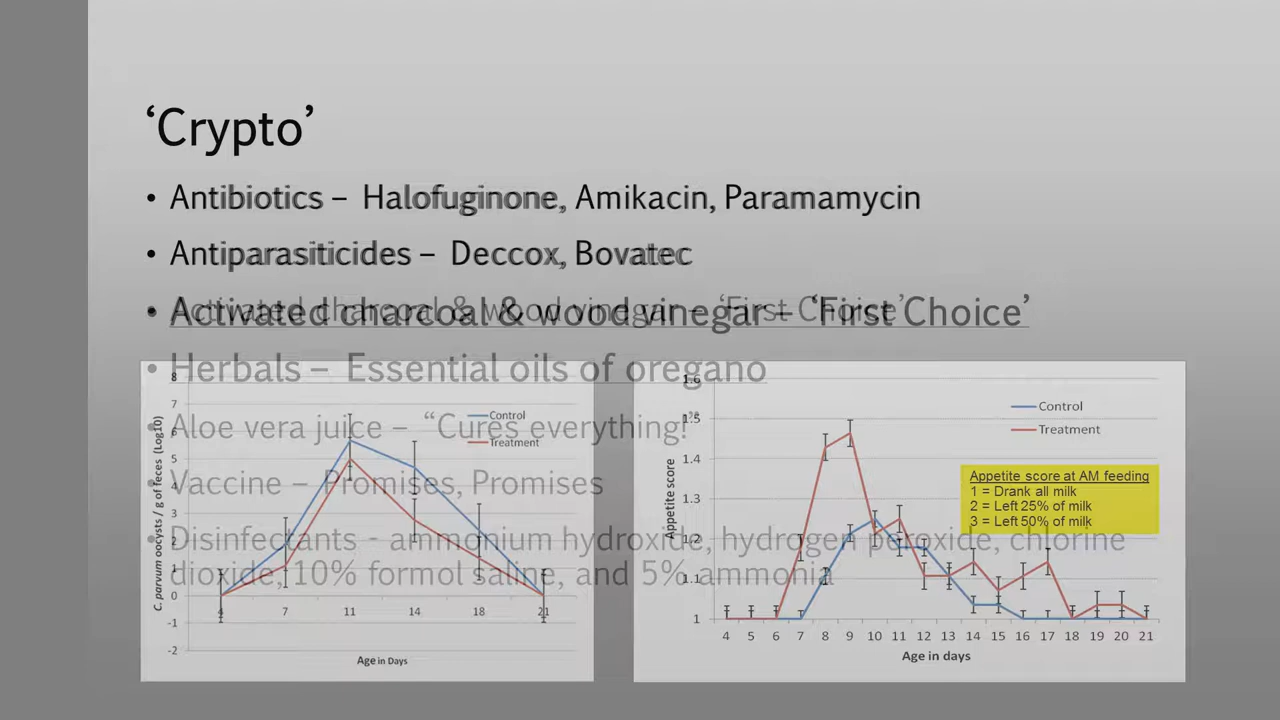 ‘Crypto’
• Antibiotics – Halofuginone, Amikacin, Paramamycin
• Antiparasiticides – Deccox, Bovatec
• Activated charcoal & wood vinegar – ‘First Choice’
• Activated charcoal & wood vinegar – ‘First Choice’
• Herbals – Essential oils of oregano
• Aloe vera juice – “Cures everything!”
• Vaccine – Promises, Promises
• Disinfectants - ammonium hydroxide, hydrogen peroxide, chlorine
dioxide, 10% formol saline, and 5% ammonia
C. parvum oocysts / g of feces (Log10)
8
7
6
5
4
3
2
1
0
-1
-2
Control
Treatment
4 7 11 14 18 21
Age in Days
Appetite score
1.6
1.5
1.4
1.3
1.2
1.1
1
Control
Treatment
Appetite score at AM feeding
1 = Drank all milk
2 = Left 25% of milk
3 = Left 50% of milk
4 5 6 7 8 9 10 11 12 13 14 15 16 17 18 19 20 21
Age in days